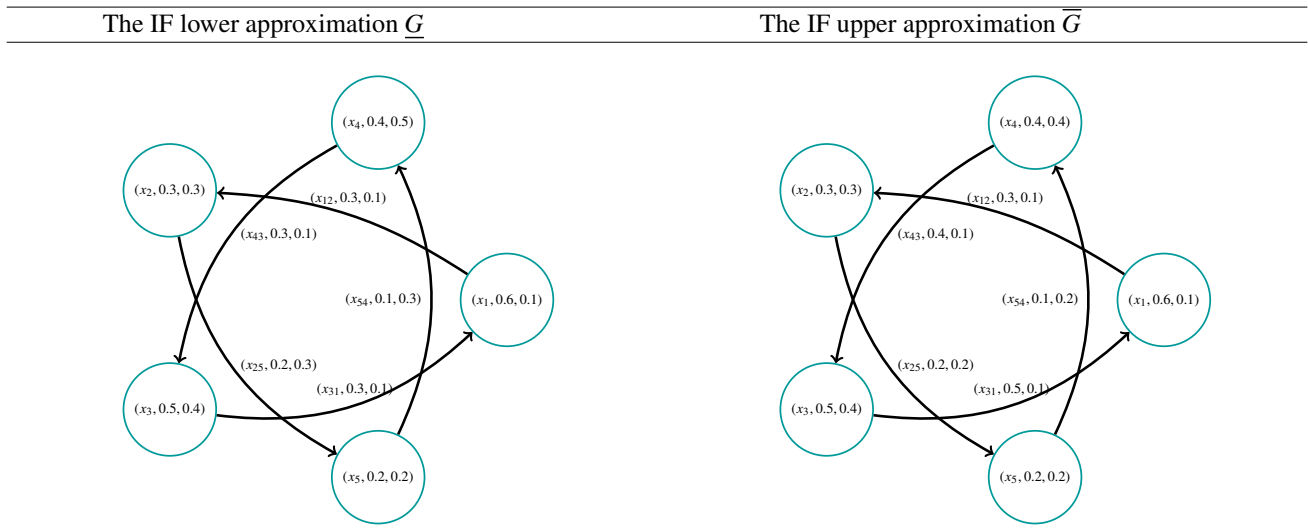 The IF lower approximation G
The IF upper approximation G
(x4, 0.4, 0.5)
(x2, 0.3, 0.3)
(x12, 0.3, 0.1)
(x43, 0.3, 0.1)
(x54, 0.1, 0.3)
(x1, 0.6, 0.1)
(x25, 0.2, 0.3)
(x31, 0.3, 0.1)
(x3, 0.5, 0.4)
(x5, 0.2, 0.2)
(x4, 0.4, 0.4)
(x2, 0.3, 0.3)
(x12, 0.3, 0.1)
(x43, 0.4, 0.1)
(x54, 0.1, 0.2)
(x1, 0.6, 0.1)
(x25, 0.2, 0.2)
(x31, 0.5, 0.1)
(x3, 0.5, 0.4)
(x5, 0.2, 0.2)